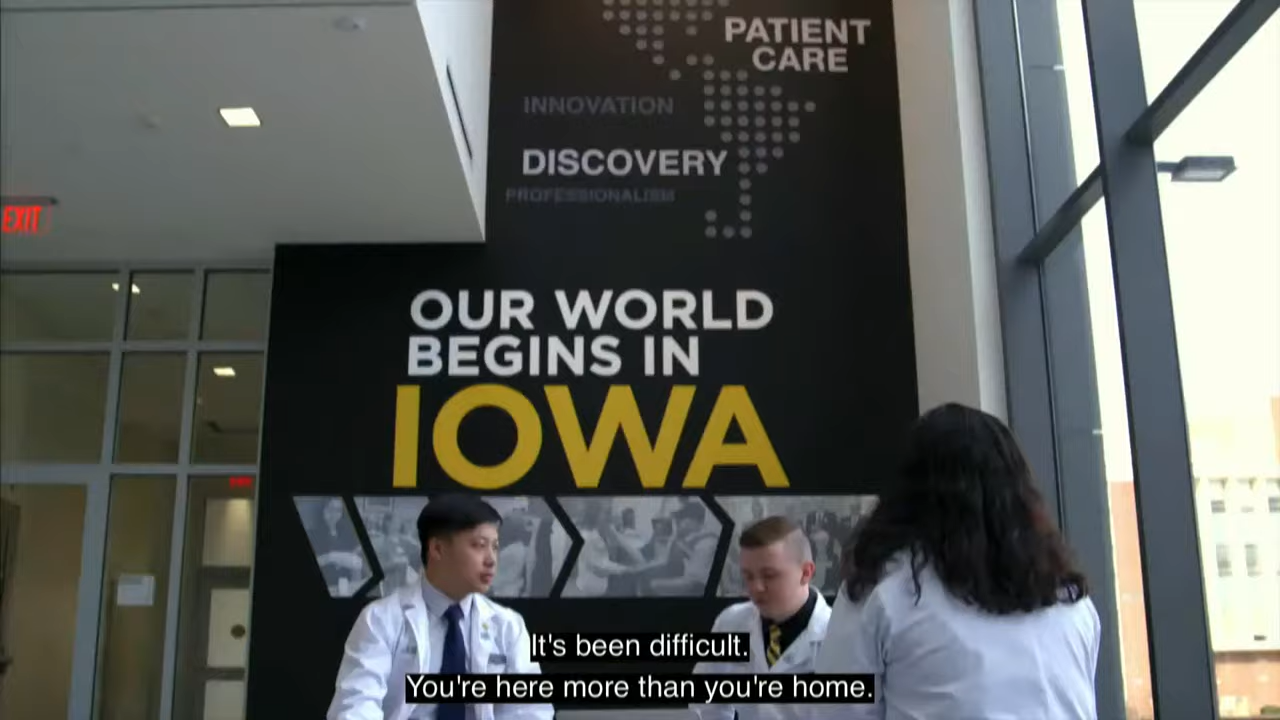 PATIENT
CARE
INNOVATION
DISCOVERY
PROFESSIONALISM
EXIT
OUR WORLD
BEGINS IN
IOWA
It's been difficult.
You're here more than you're home.